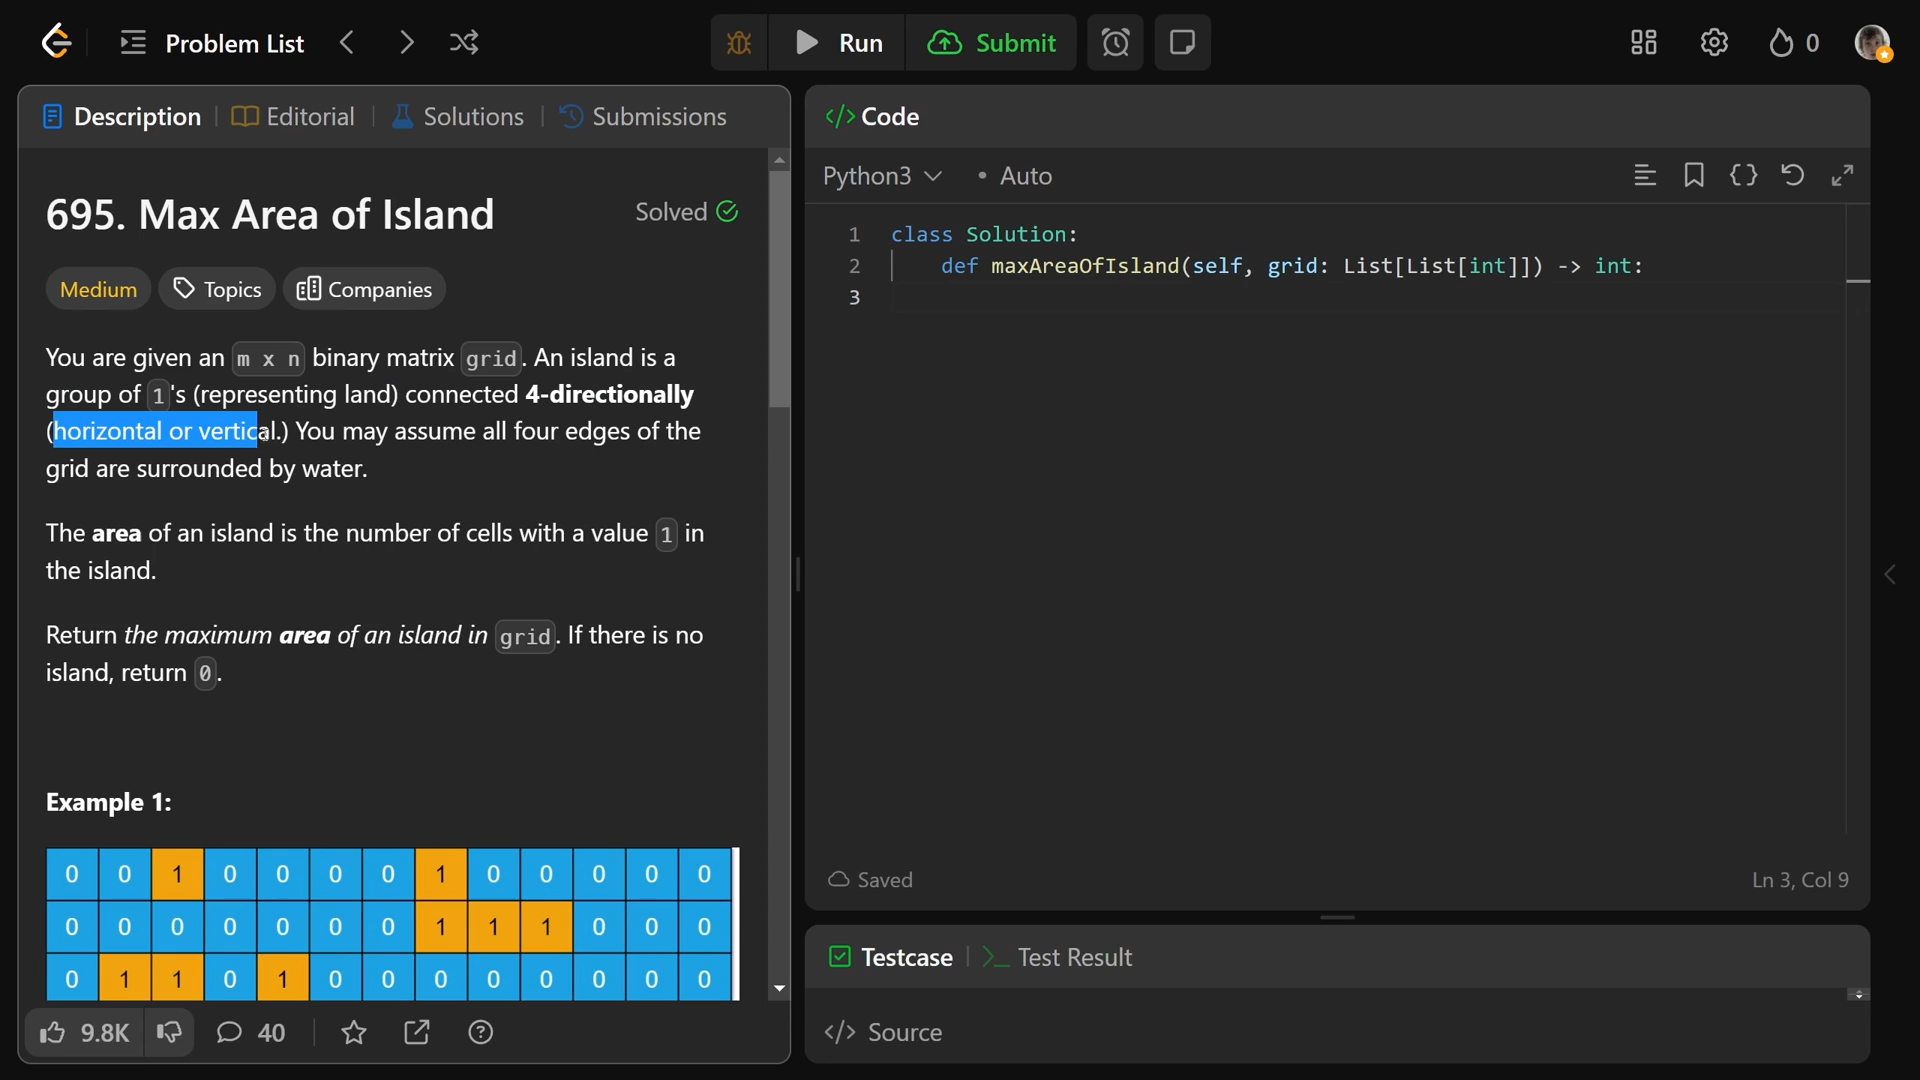 Problem List
Run
Submit
0
Description
Editorial
Solutions
Submissions
695. Max Area of Island
Solved
Medium
Topics
Companies
You are given an m x n binary matrix grid. An island is a
group of 1's (representing land) connected 4-directionally
(horizontal or vertical.) You may assume all four edges of the
grid are surrounded by water.
The area of an island is the number of cells with a value 1 in
the island.
Return the maximum area of an island in grid. If there is no
island, return 0.
Example 1:
0 0 1 0 0 0 0 1 0 0 0 0 0
0 0 0 0 0 0 0 1 1 1 0 0 0
0 1 1 0 1 0 0 0 0 0 0 0 0
9.8K
40
</> Code
Python3
• Auto
1 class Solution:
2 def maxAreaOfIsland(self, grid: List[List[int]]) -> int:
3
Saved
Ln 3, Col 9
Testcase
>_ Test Result
</> Source